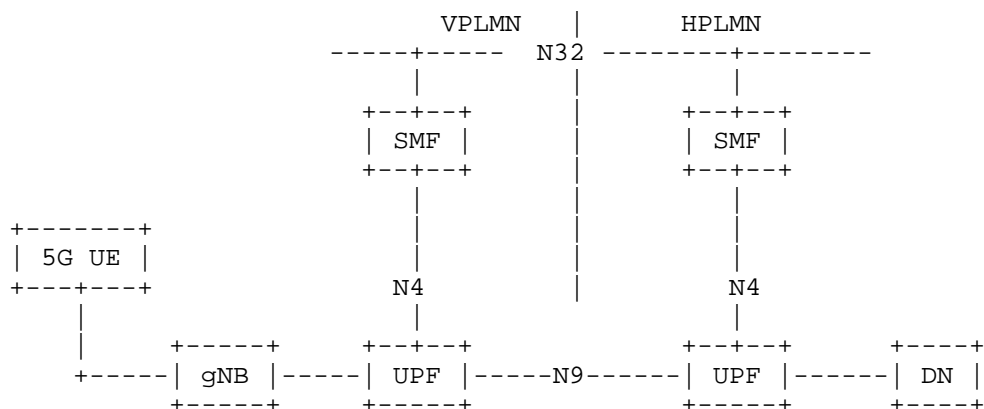 VPLMN HPLMN
N32
SMF SMF
5G UE
N4 N4
gNB UPF N9 UPF DN